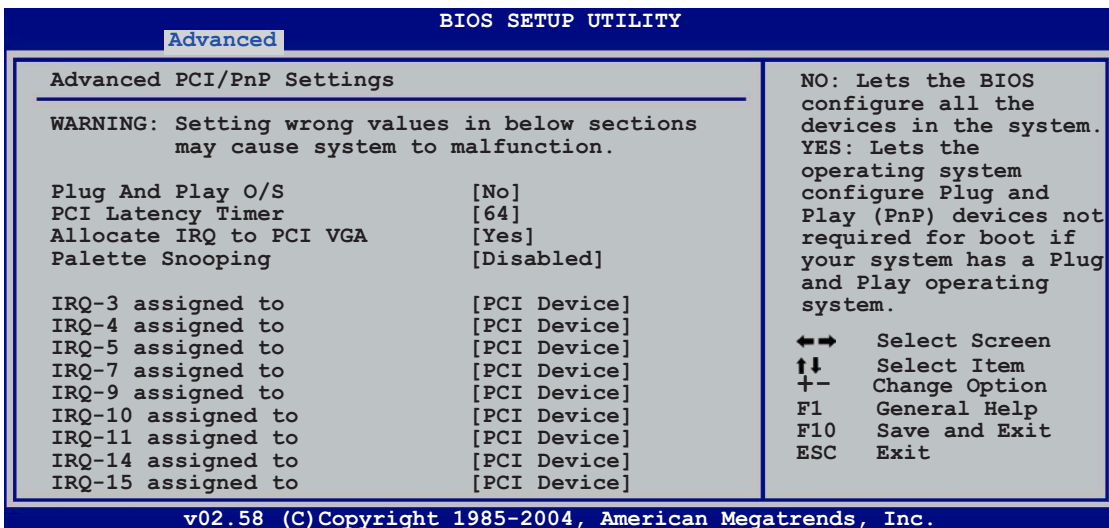 BIOS SETUP UTILITY
Advanced
Advanced PCI/PnP Settings
WARNING: Setting wrong values in below sections
may cause system to malfunction.
Plug And Play O/S [No]
PCI Latency Timer [64]
Allocate IRQ to PCI VGA [Yes]
Palette Snooping [Disabled]
IRQ-3 assigned to [PCI Device]
IRQ-4 assigned to [PCI Device]
IRQ-5 assigned to [PCI Device]
IRQ-7 assigned to [PCI Device]
IRQ-9 assigned to [PCI Device]
IRQ-10 assigned to [PCI Device]
IRQ-11 assigned to [PCI Device]
IRQ-14 assigned to [PCI Device]
IRQ-15 assigned to [PCI Device]
NO: Lets the BIOS
configure all the
devices in the system.
YES: Lets the
operating system
configure Plug and
Play (PnP) devices not
required for boot if
your system has a Plug
and Play operating
system.
←→ Select Screen
↑↓ Select Item
+- Change Option
F1 General Help
F10 Save and Exit
ESC Exit
v02.58 (C)Copyright 1985-2004, American Megatrends, Inc.